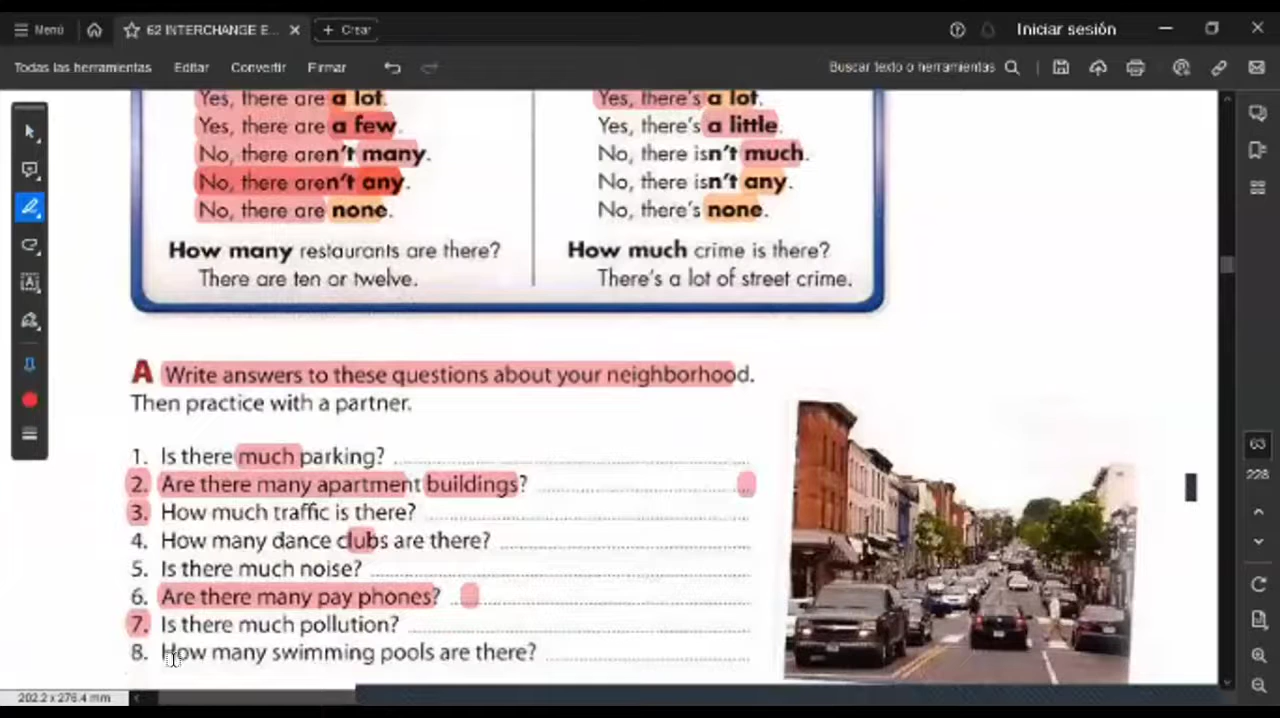 Menú
62 INTERCHANGE E...
Crear
Iniciar sesión
Todas las herramientas
Editar
Convertir
Firmar
Buscar texto o herramientas
Yes, there are a lot.
Yes, there are a few.
No, there aren't many.
No, there aren't any.
No, there are none.
How many restaurants are there?
There are ten or twelve.
Yes, there's a lot.
Yes, there's a little.
No, there isn't much.
No, there isn't any.
No, there's none.
How much crime is there?
There's a lot of street crime.
A Write answers to these questions about your neighborhood.
Then practice with a partner.
1. Is there much parking?
2. Are there many apartment buildings?
3. How much traffic is there?
4. How many dance clubs are there?
5. Is there much noise?
6. Are there many pay phones?
7. Is there much pollution?
8. How many swimming pools are there?
63
228
202.2 x 276.4 mm